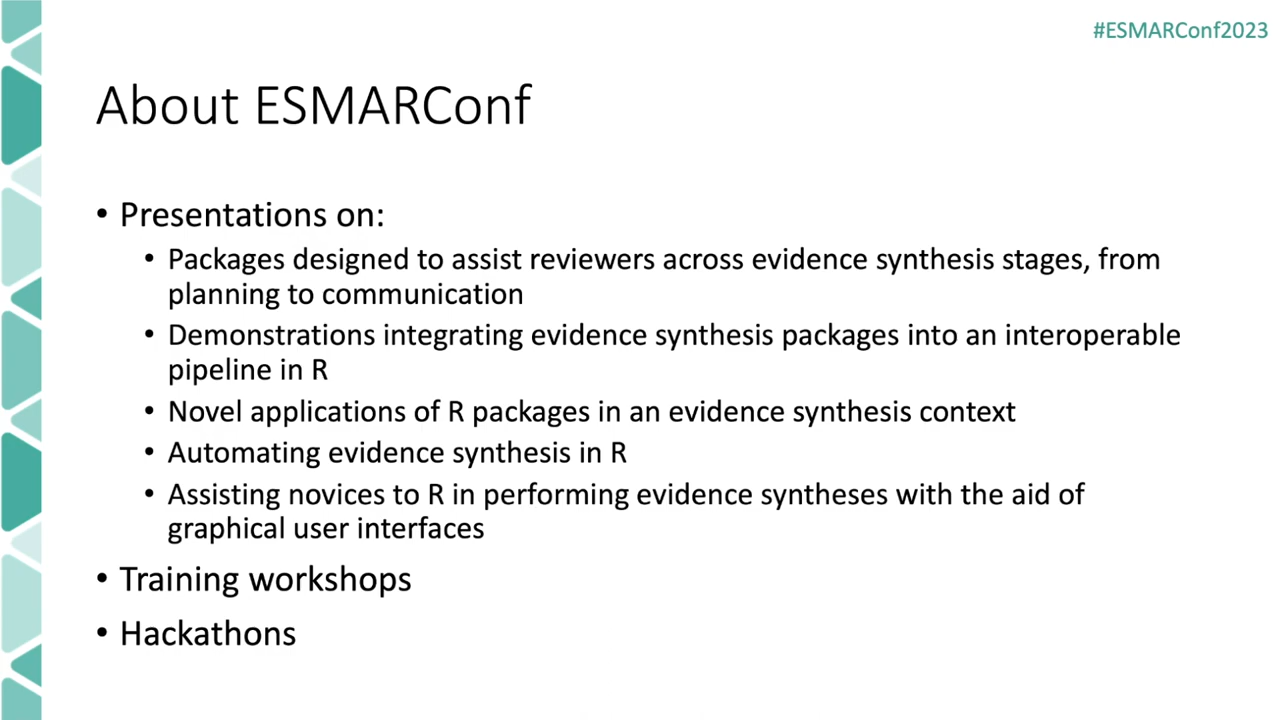 #ESMARConf2023
About ESMARConf
• Presentations on:
• Packages designed to assist reviewers across evidence synthesis stages, from
planning to communication
• Demonstrations integrating evidence synthesis packages into an interoperable
pipeline in R
• Novel applications of R packages in an evidence synthesis context
• Automating evidence synthesis in R
• Assisting novices to R in performing evidence syntheses with the aid of
graphical user interfaces
• Training workshops
• Hackathons